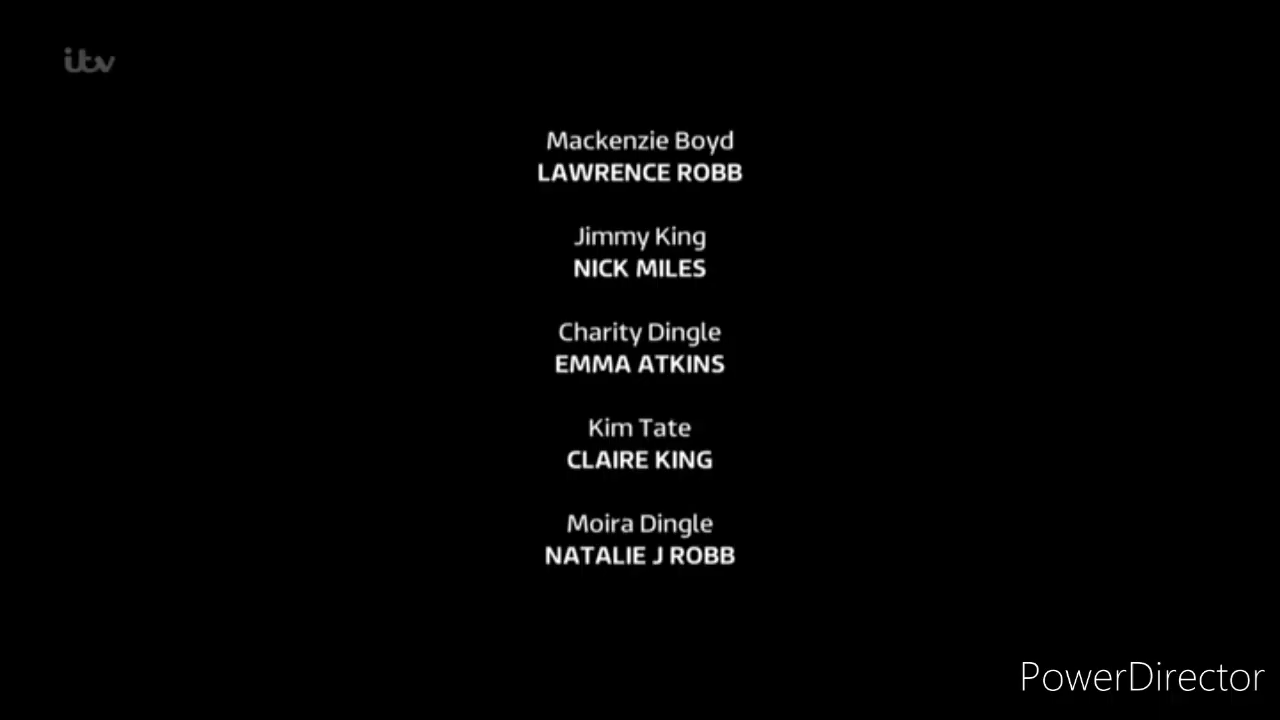 itv
Mackenzie Boyd
LAWRENCE ROBB
Jimmy King
NICK MILES
Charity Dingle
EMMA ATKINS
Kim Tate
CLAIRE KING
Moira Dingle
NATALIE J ROBB
PowerDirector